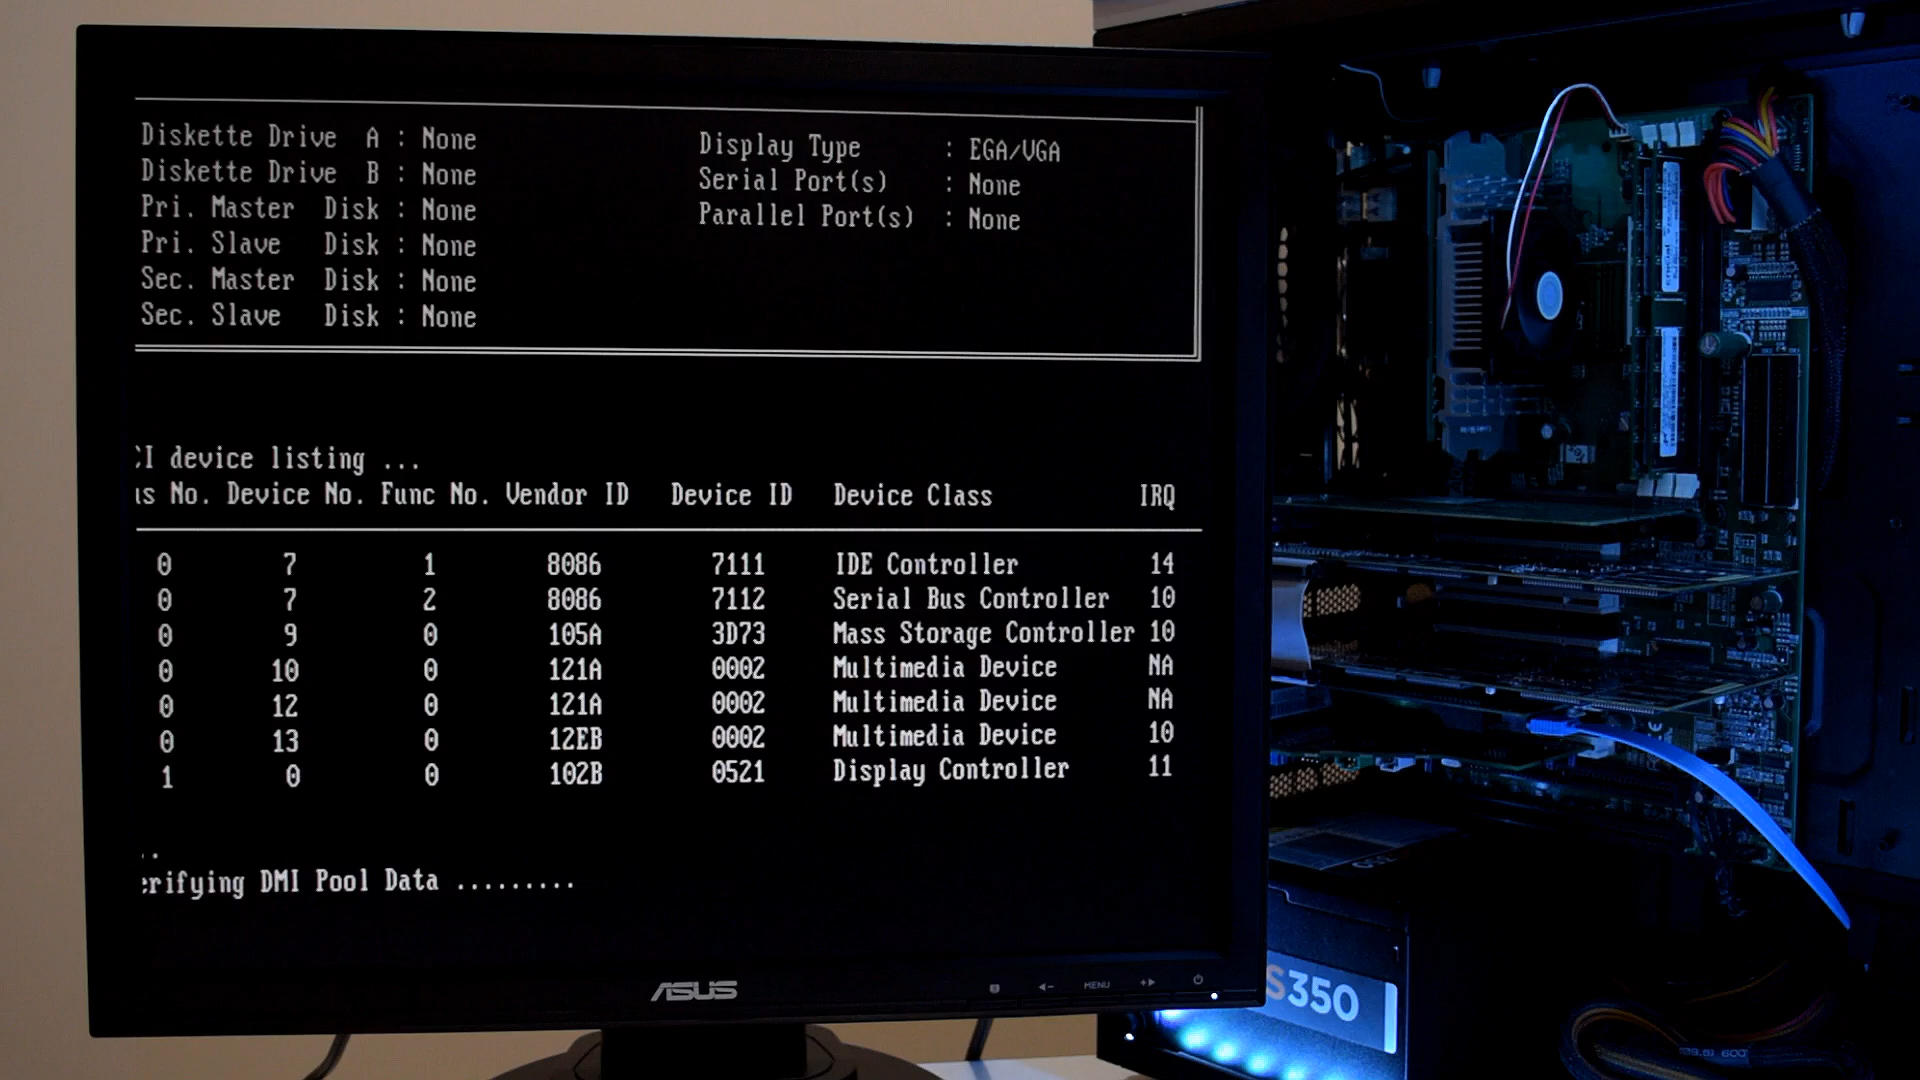 Diskette Drive A : None
Diskette Drive B : None
Pri. Master Disk : None
Pri. Slave Disk : None
Sec. Master Disk : None
Sec. Slave Disk : None
Display Type : EGA/VGA
Serial Port(s) : None
Parallel Port(s) : None
CI device listing ...
us No. Device No. Func No. Vendor ID Device ID Device Class IRQ
0 7 1 8086 7111 IDE Controller 14
0 7 2 8086 7112 Serial Bus Controller 10
0 9 0 105A 3D73 Mass Storage Controller 10
0 10 0 121A 0002 Multimedia Device NA
0 12 0 121A 0002 Multimedia Device NA
0 13 0 12EB 0002 Multimedia Device 10
1 0 0 102B 0521 Display Controller 11
..
erifying DMI Pool Data .........
ASUS
MENU
S350